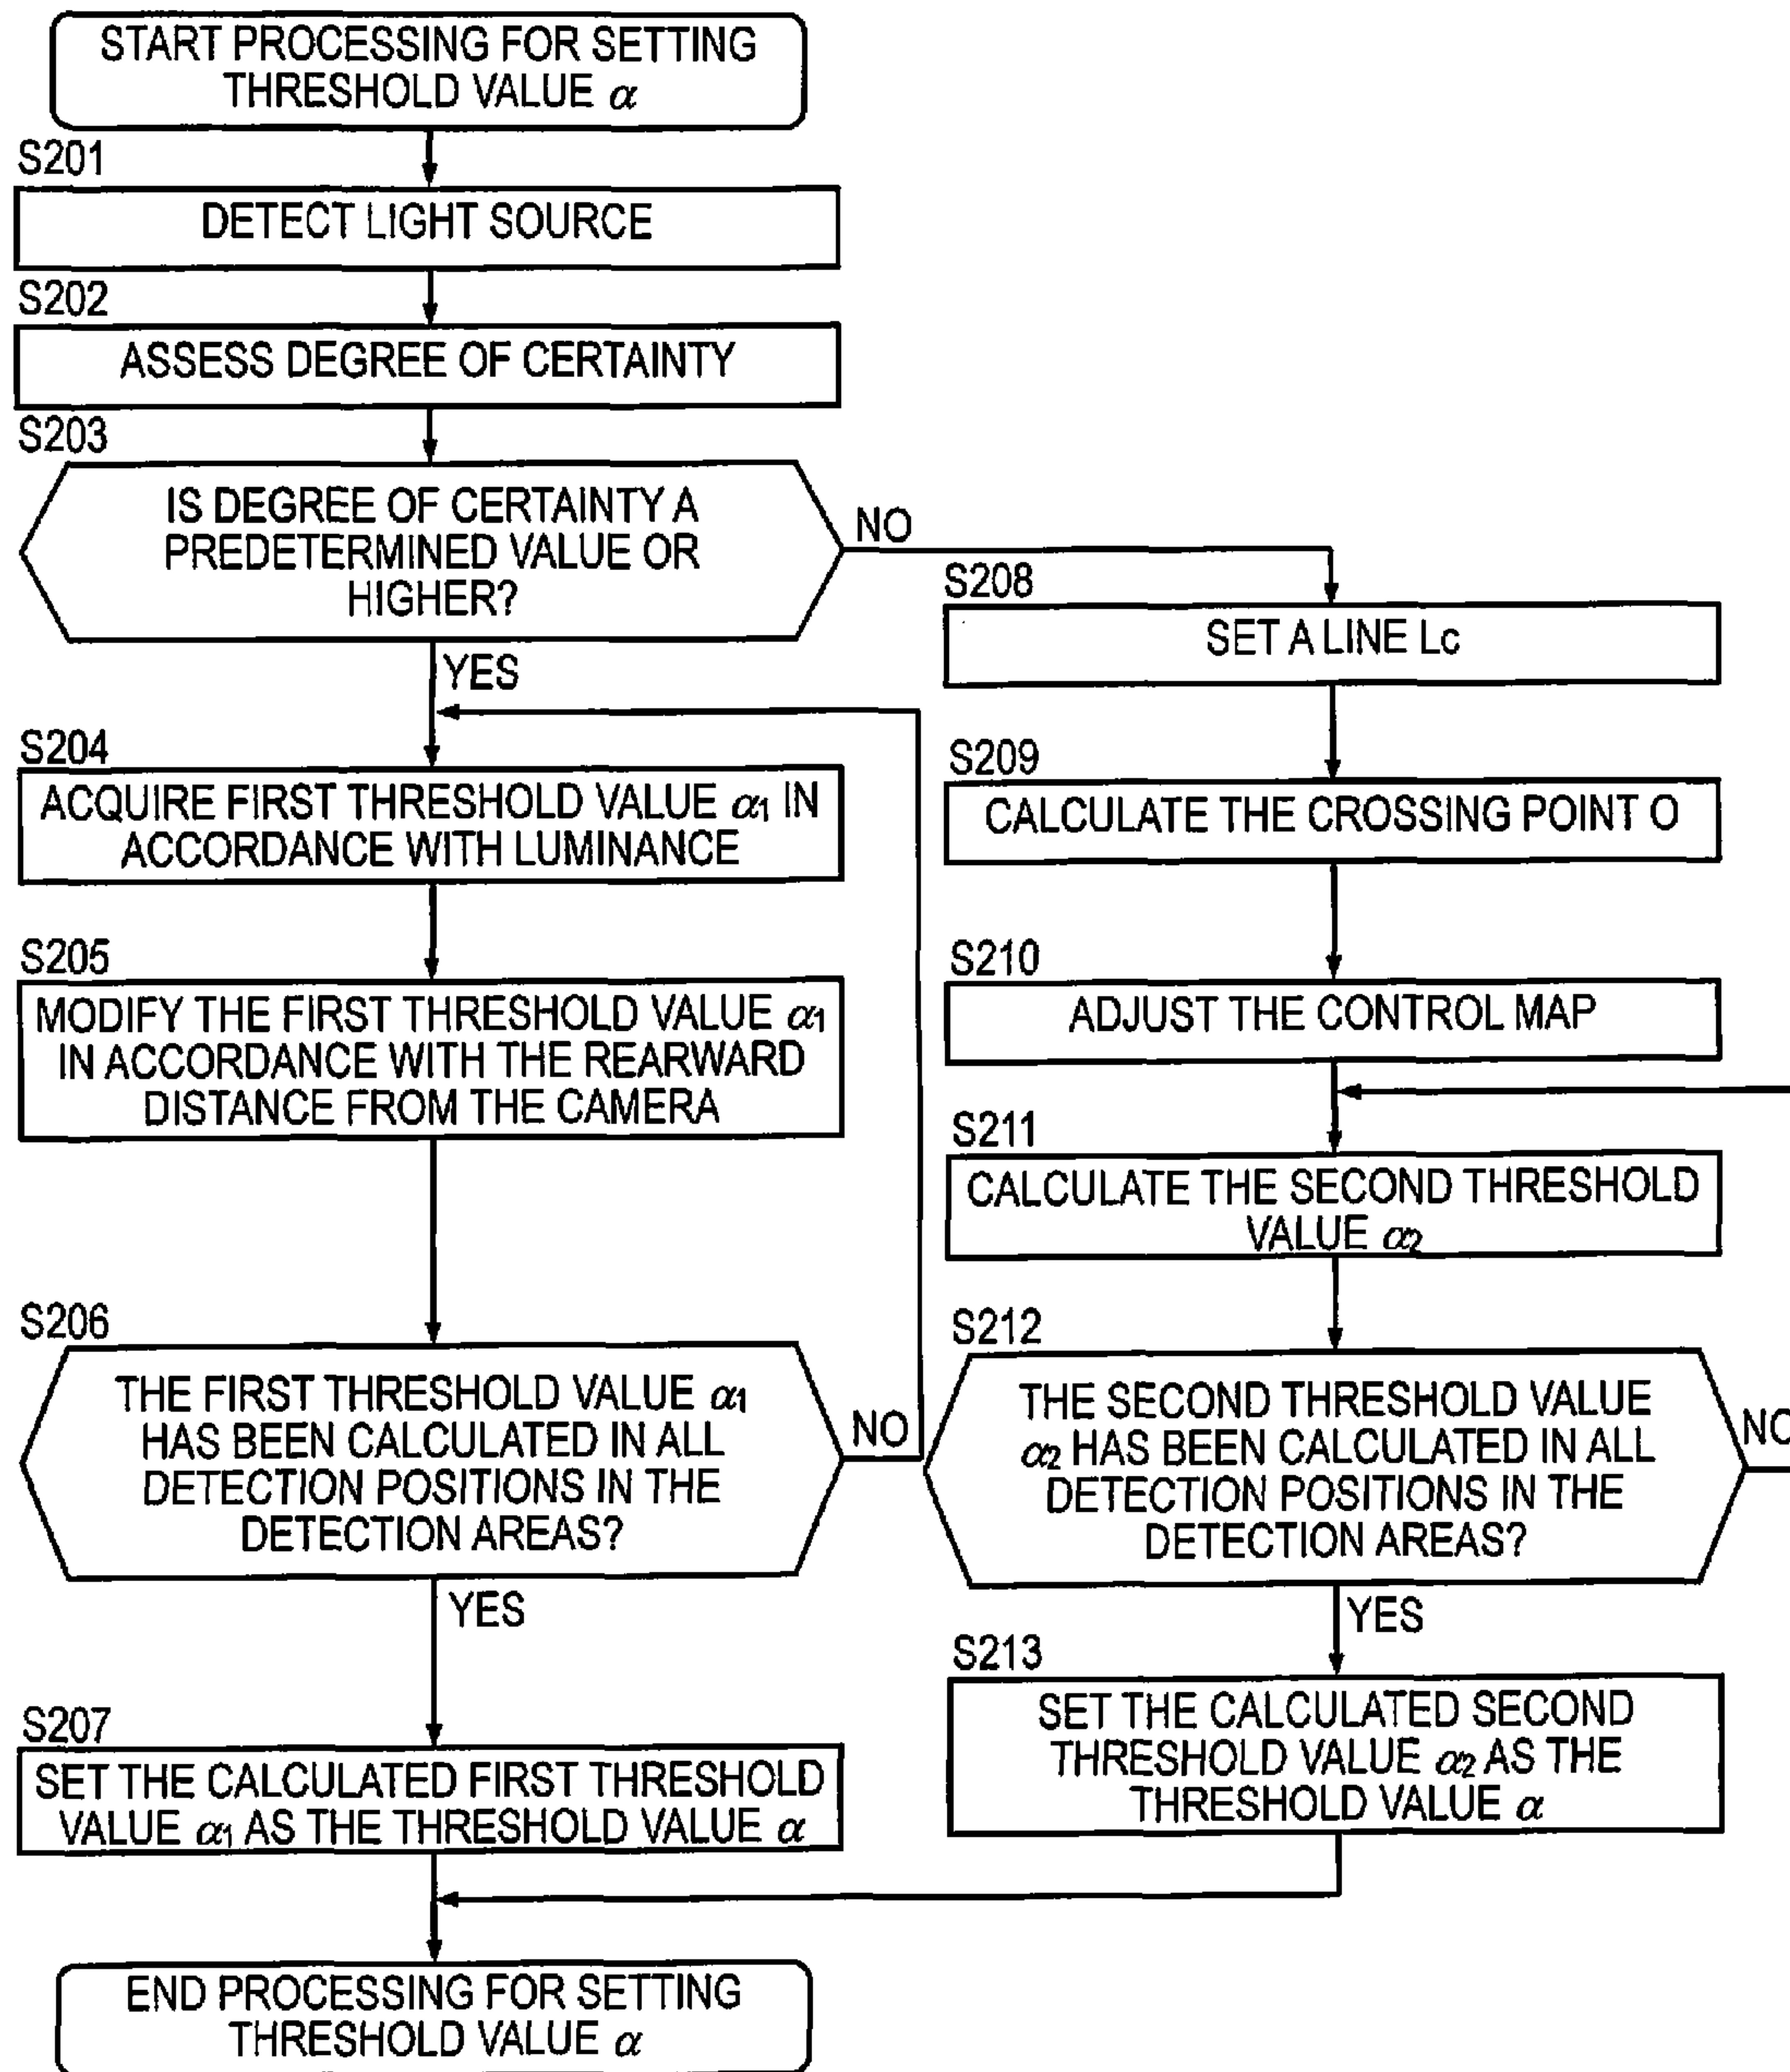 START PROCESSING FOR SETTING
THRESHOLD VALUE α
S201
DETECT LIGHT SOURCE
S202
ASSESS DEGREE OF CERTAINTY
S203
IS DEGREE OF CERTAINTY A
PREDETERMINED VALUE OR
HIGHER?
NO
YES
S204
ACQUIRE FIRST THRESHOLD VALUE α1 IN
ACCORDANCE WITH LUMINANCE
S205
MODIFY THE FIRST THRESHOLD VALUE α1
IN ACCORDANCE WITH THE REARWARD
DISTANCE FROM THE CAMERA
S206
THE FIRST THRESHOLD VALUE α1
HAS BEEN CALCULATED IN ALL
DETECTION POSITIONS IN THE
DETECTION AREAS?
NO
YES
S207
SET THE CALCULATED FIRST THRESHOLD
VALUE α1 AS THE THRESHOLD VALUE α
S208
SET A LINE Lc
S209
CALCULATE THE CROSSING POINT O
S210
ADJUST THE CONTROL MAP
S211
CALCULATE THE SECOND THRESHOLD
VALUE α2
S212
THE SECOND THRESHOLD VALUE
α2 HAS BEEN CALCULATED IN ALL
DETECTION POSITIONS IN THE
DETECTION AREAS?
NO
YES
S213
SET THE CALCULATED SECOND
THRESHOLD VALUE α2 AS THE
THRESHOLD VALUE α
END PROCESSING FOR SETTING
THRESHOLD VALUE α